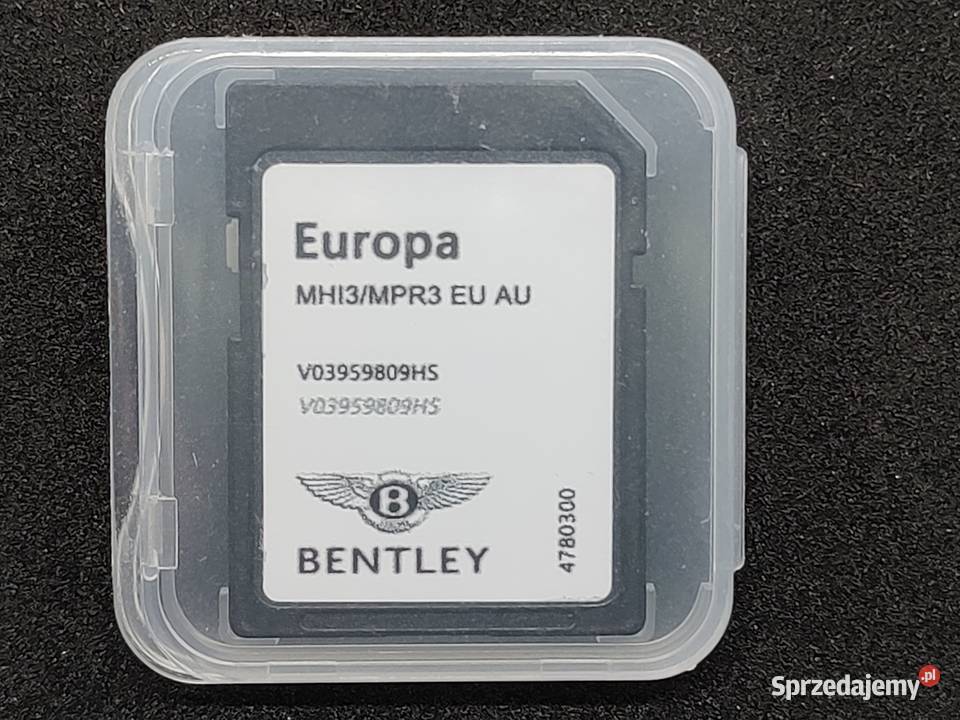 Europa
MHI3/MPR3 EU AU
V03959809HS
V03959809HS
B
BENTLEY
4780300
Sprzedajemy.pl